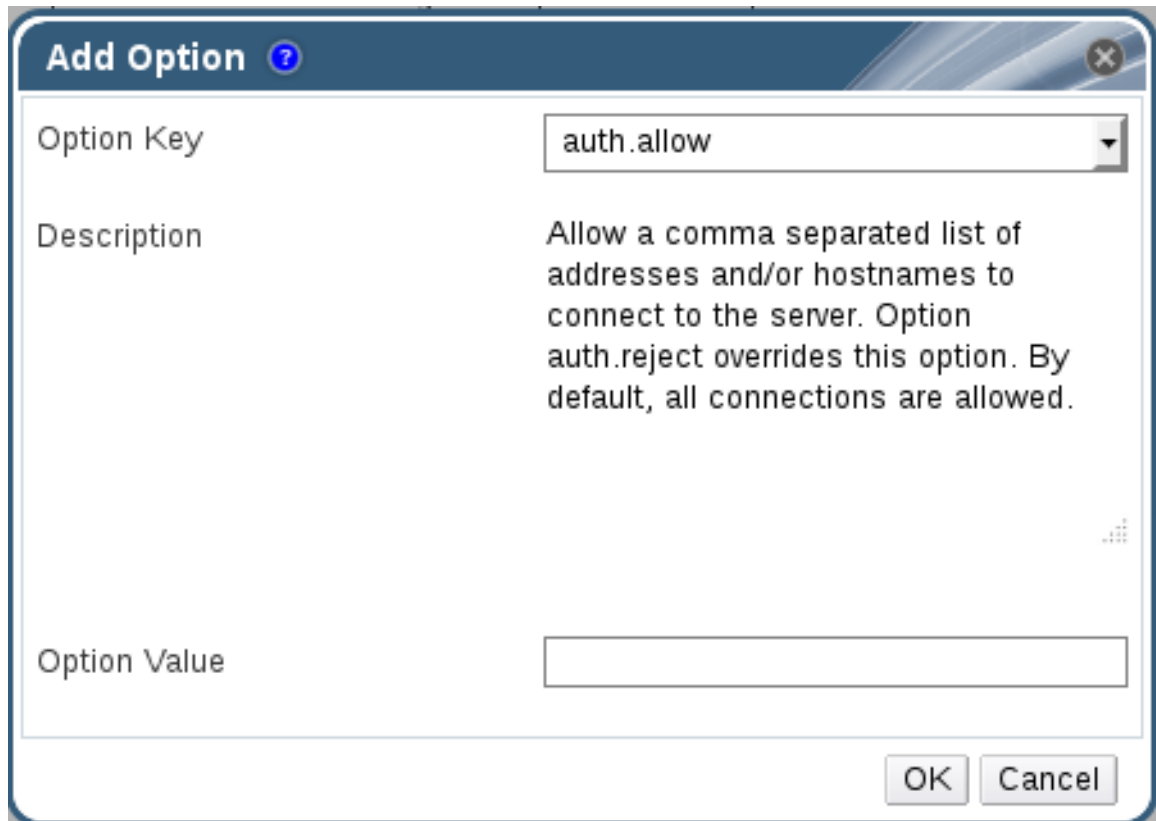 Add Option ?
Option Key
auth.allow
Description
Allow a comma separated list of
addresses and/or hostnames to
connect to the server. Option
auth.reject overrides this option. By
default, all connections are allowed.
Option Value
OK
Cancel